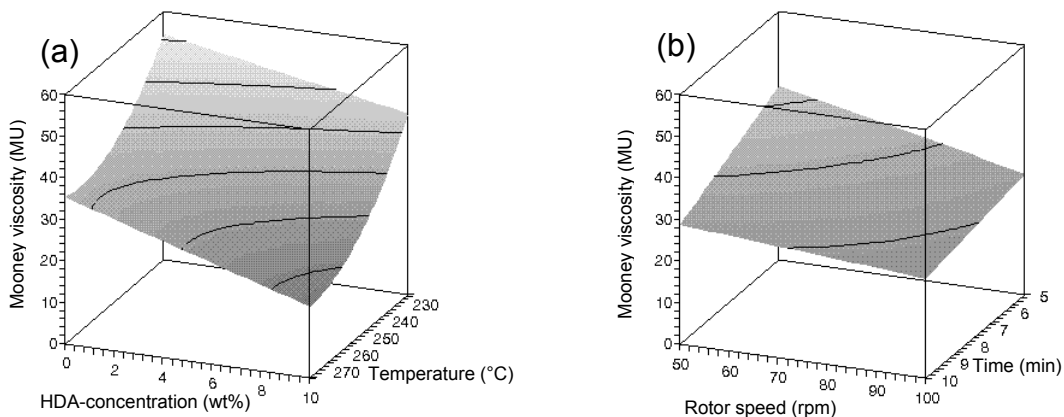 (a)
Mooney viscosity (MU)
60
50
40
30
20
10
0
0 2 4 6 8 10
HDA-concentration (wt%)
230
240
250
260
270
Temperature (°C)
(b)
Mooney viscosity (MU)
60
50
40
30
20
10
0
50 60 70 80 90 100
Rotor speed (rpm)
5
6
7
8
9
10
Time (min)